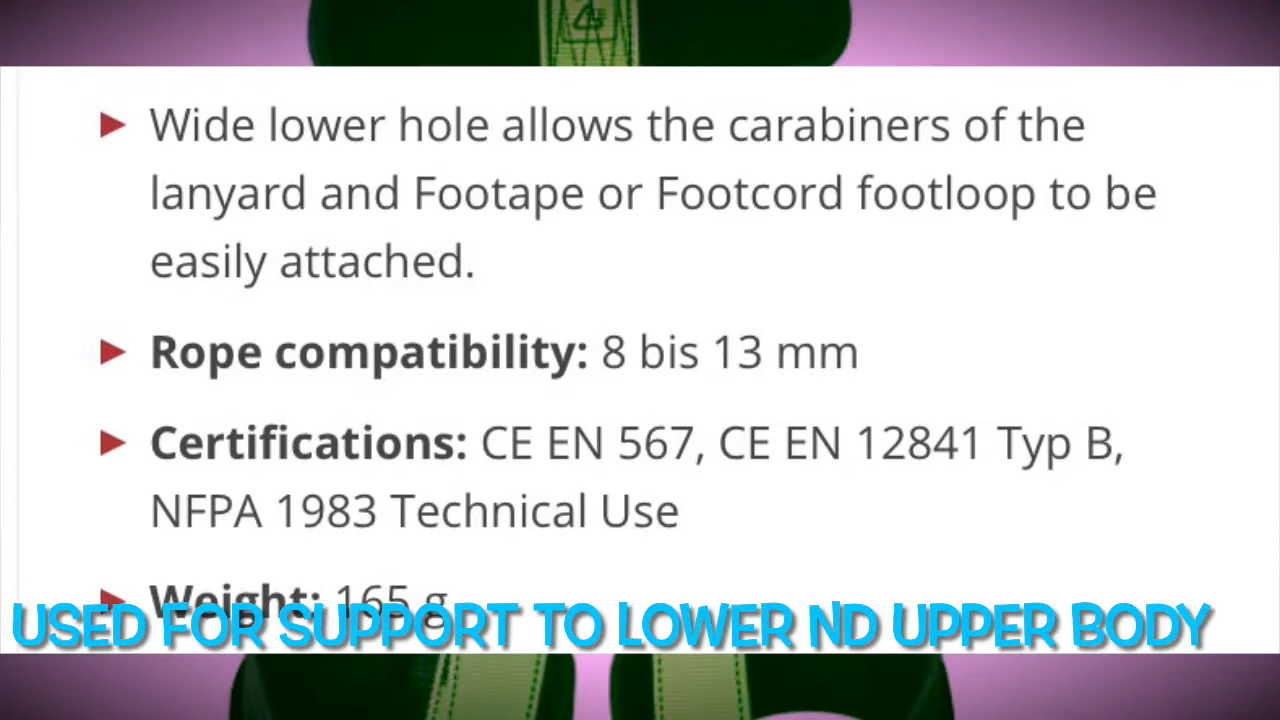 Wide lower hole allows the carabiners of the
lanyard and Footape or Footcord footloop to be
easily attached.
Rope compatibility: 8 bis 13 mm
Certifications: CE EN 567, CE EN 12841 Typ B,
NFPA 1983 Technical Use
Weight: 165 g
USED FOR SUPPORT TO LOWER ND UPPER BODY